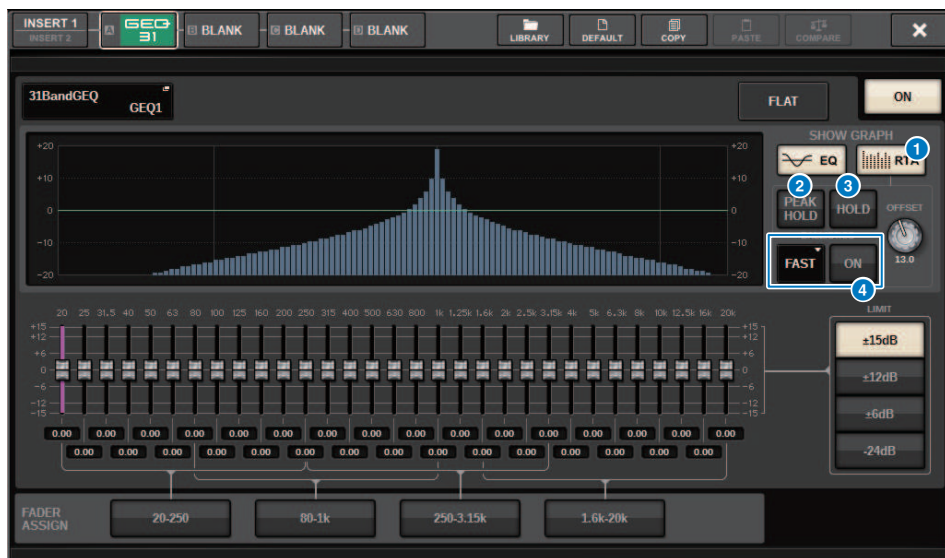 INSERT 1
INSERT 2
A
GEQ
31
B BLANK
C BLANK
D BLANK
LIBRARY
DEFAULT
COPY
PASTE
COMPARE
31BandGEQ
GEQ1
FLAT
ON
SHOW GRAPH
EQ
RTA
1
2
3
PEAK
HOLD
HOLD
OFFSET
13.0
FAST
ON
4
+20
+10
0
-10
-20
+20
+10
0
-10
-20
20 25 31.5 40 50 63 80 100 125 160 200 250 315 400 500 630 800 1k 1.25k 1.6k 2k 2.5k 3.15k 4k 5k 6.3k 8k 10k 12.5k 16k 20k
+15
+12
+6
0
-6
-12
-15
+15
+12
+6
0
-6
-12
-15
0.00 0.00 0.00 0.00 0.00 0.00 0.00 0.00 0.00 0.00 0.00 0.00 0.00 0.00 0.00 0.00
0.00 0.00 0.00 0.00 0.00 0.00 0.00 0.00 0.00 0.00 0.00 0.00 0.00 0.00 0.00
LIMIT
±15dB
±12dB
±6dB
-24dB
FADER
ASSIGN
20-250
80-1k
250-3.15k
1.6k-20k